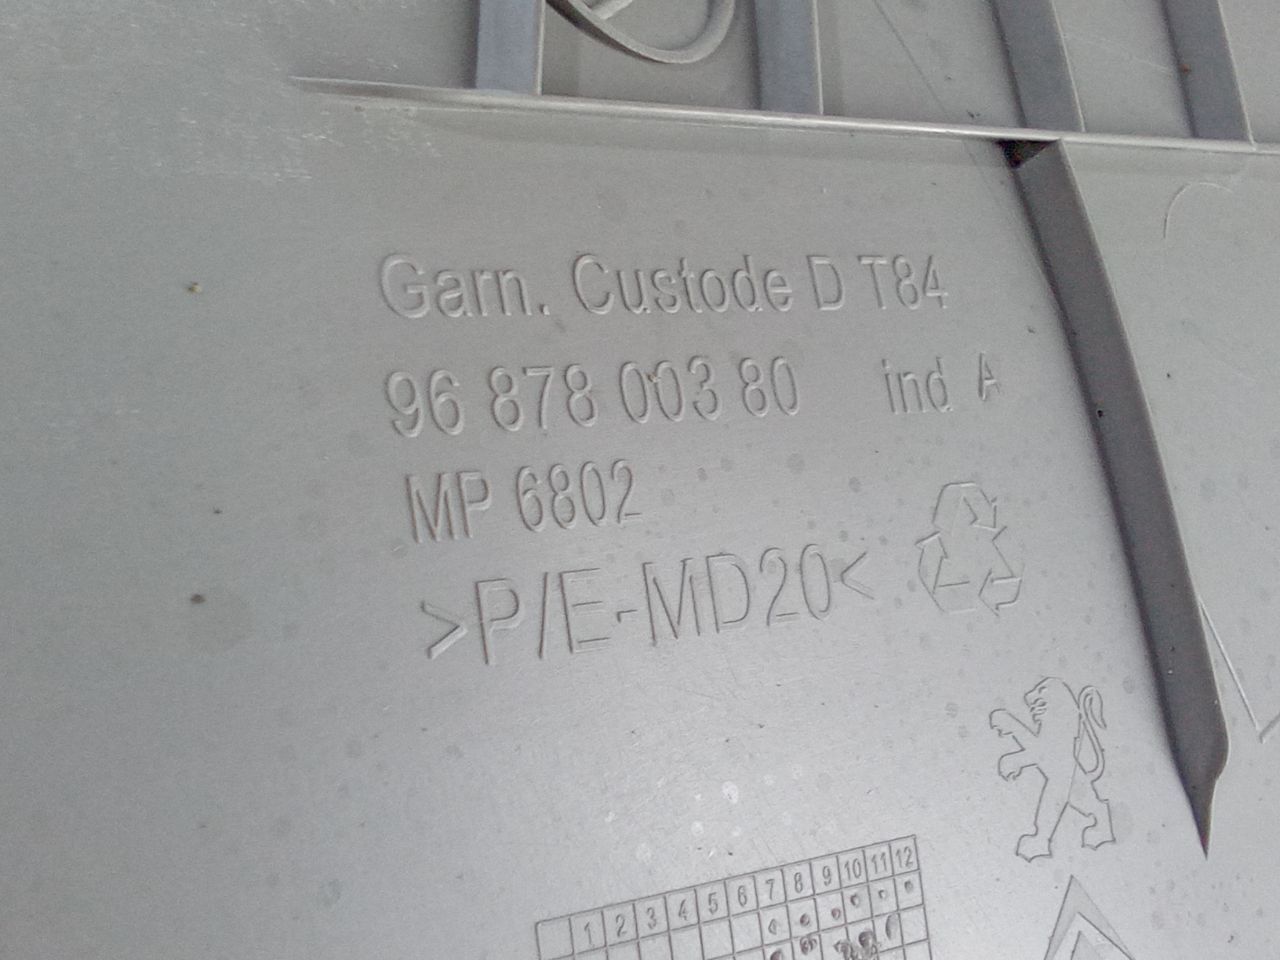 Garn. Custode D T84
96 878 003 80 ind A
MP 6802
>P/E-MD20<
1 2 3 4 5 6 7 8 9 10 11 12